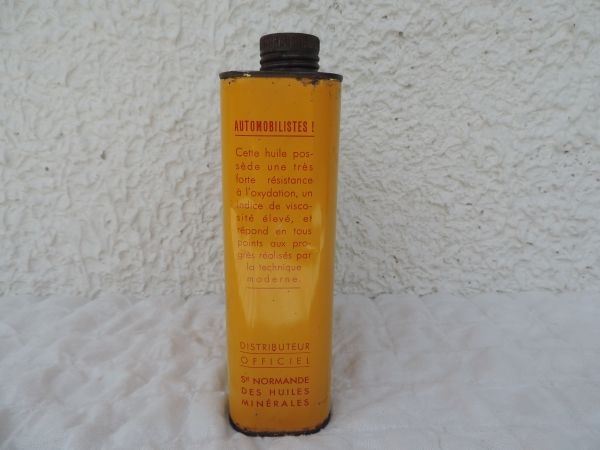 AUTOMOBILISTES !
Cette huile pos-
sède une très
forte résistance
à l'oxydation, un
indice de visco-
sité élevé, et
répond en tous
points aux pro-
grès réalisés par
la technique
moderne.
DISTRIBUTEUR
OFFICIEL
Sté NORMANDE
DES HUILES
MINÉRALES